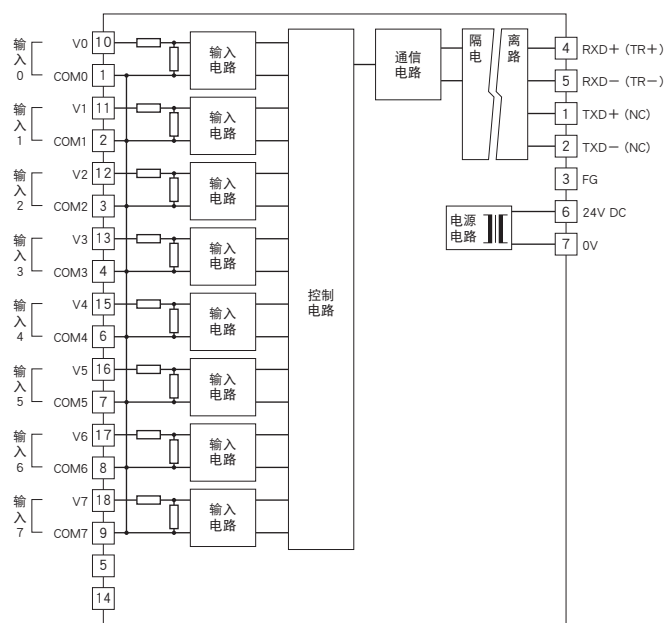 输入0
V0 10
COM0 1
输入电路
输入1
V1 11
COM1 2
输入电路
输入2
V2 12
COM2 3
输入电路
输入3
V3 13
COM3 4
输入电路
输入4
V4 15
COM4 6
输入电路
输入5
V5 16
COM5 7
输入电路
输入6
V6 17
COM6 8
输入电路
输入7
V7 18
COM7 9
输入电路
5
14
控制
电路
通信
电路
隔离
电路
4 RXD+ (TR+)
5 RXD− (TR−)
1 TXD+ (NC)
2 TXD− (NC)
3 FG
电源
电路
6 24V DC
7 0V